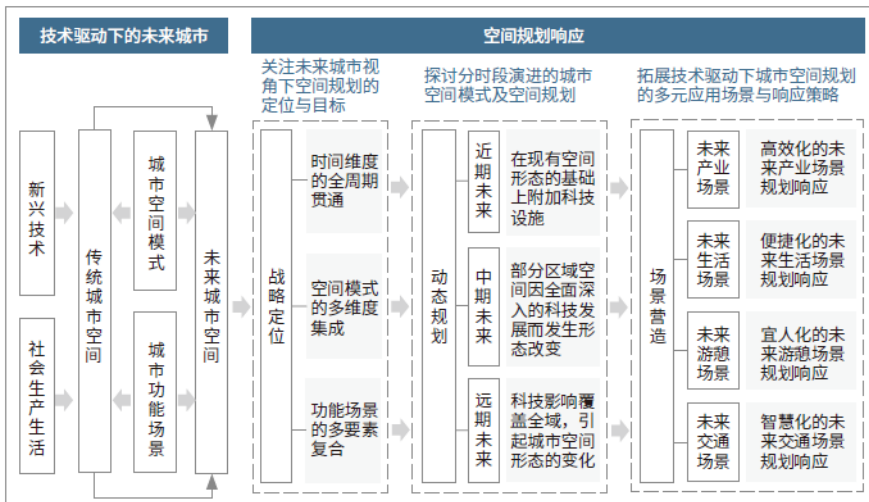 技术驱动下的未来城市
空间规划响应
关注未来城市视
角下空间规划的
定位与目标
探讨分时段演进的城市
空间模式及空间规划
拓展技术驱动下城市空间规划
的多元应用场景与响应策略
新兴技术
社会生产生活
传统城市空间
城市空间模式
城市功能场景
未来城市空间
战略定位
时间维度
的全周期
贯通
空间模式
的多维度
集成
功能场景
的多要素
复合
动态规划
近期未来
在现有空间
形态的基础
上附加科技
设施
中期未来
部分区域空
间因全面深
入的科技发
展而发生形
态改变
远期未来
科技影响覆
盖全域，引
起城市空间
形态的变化
场景营造
未来
产业
场景
高效化的未
来产业场景
规划响应
未来
生活
场景
便捷化的未
来生活场景
规划响应
未来
游憩
场景
宜人化的未
来游憩场景
规划响应
未来
交通
场景
智慧化的未
来交通场景
规划响应